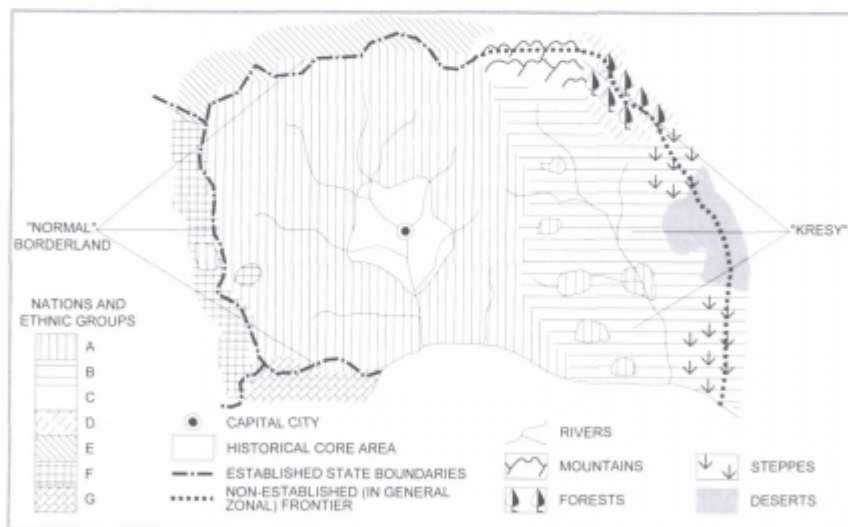 "NORMAL"
BORDERLAND
"KRESY"
NATIONS AND
ETHNIC GROUPS
A
B
C
D
E
F
G
CAPITAL CITY
HISTORICAL CORE AREA
ESTABLISHED STATE BOUNDARIES
NON-ESTABLISHED (IN GENERAL
ZONAL) FRONTIER
RIVERS
MOUNTAINS
FORESTS
STEPPES
DESERTS